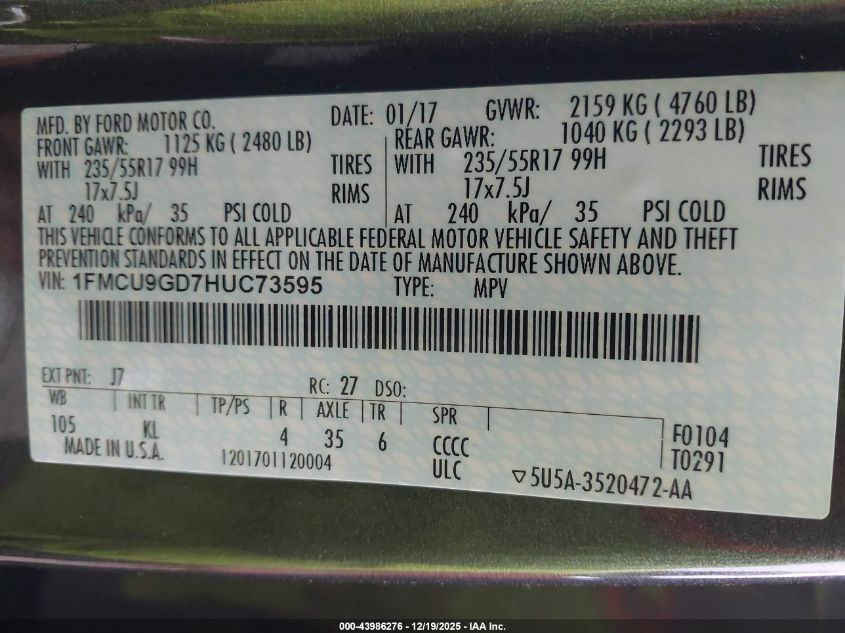 MFD. BY FORD MOTOR CO. DATE: 01/17 GVWR: 2159 KG ( 4760 LB)
FRONT GAWR: 1125 KG ( 2480 LB) REAR GAWR: 1040 KG ( 2293 LB)
WITH 235/55R17 99H TIRES WITH 235/55R17 99H TIRES
17x7.5J RIMS 17x7.5J RIMS
AT 240 kPa/ 35 PSI COLD AT 240 kPa/ 35 PSI COLD
THIS VEHICLE CONFORMS TO ALL APPLICABLE FEDERAL MOTOR VEHICLE SAFETY AND THEFT
PREVENTION STANDARDS IN EFFECT ON THE DATE OF MANUFACTURE SHOWN ABOVE.
VIN: 1FMCU9GD7HUC73595 TYPE: MPV
EXT PNT: J7 RC: 27 DSO:
WB INT TR TP/PS R AXLE TR SPR
105 KL 4 35 6 CCCC F0104
MADE IN U.S.A. 1201701120004 ULC T0291
▽5U5A-3520472-AA
000-43986276 - 12/19/2025 - IAA Inc.